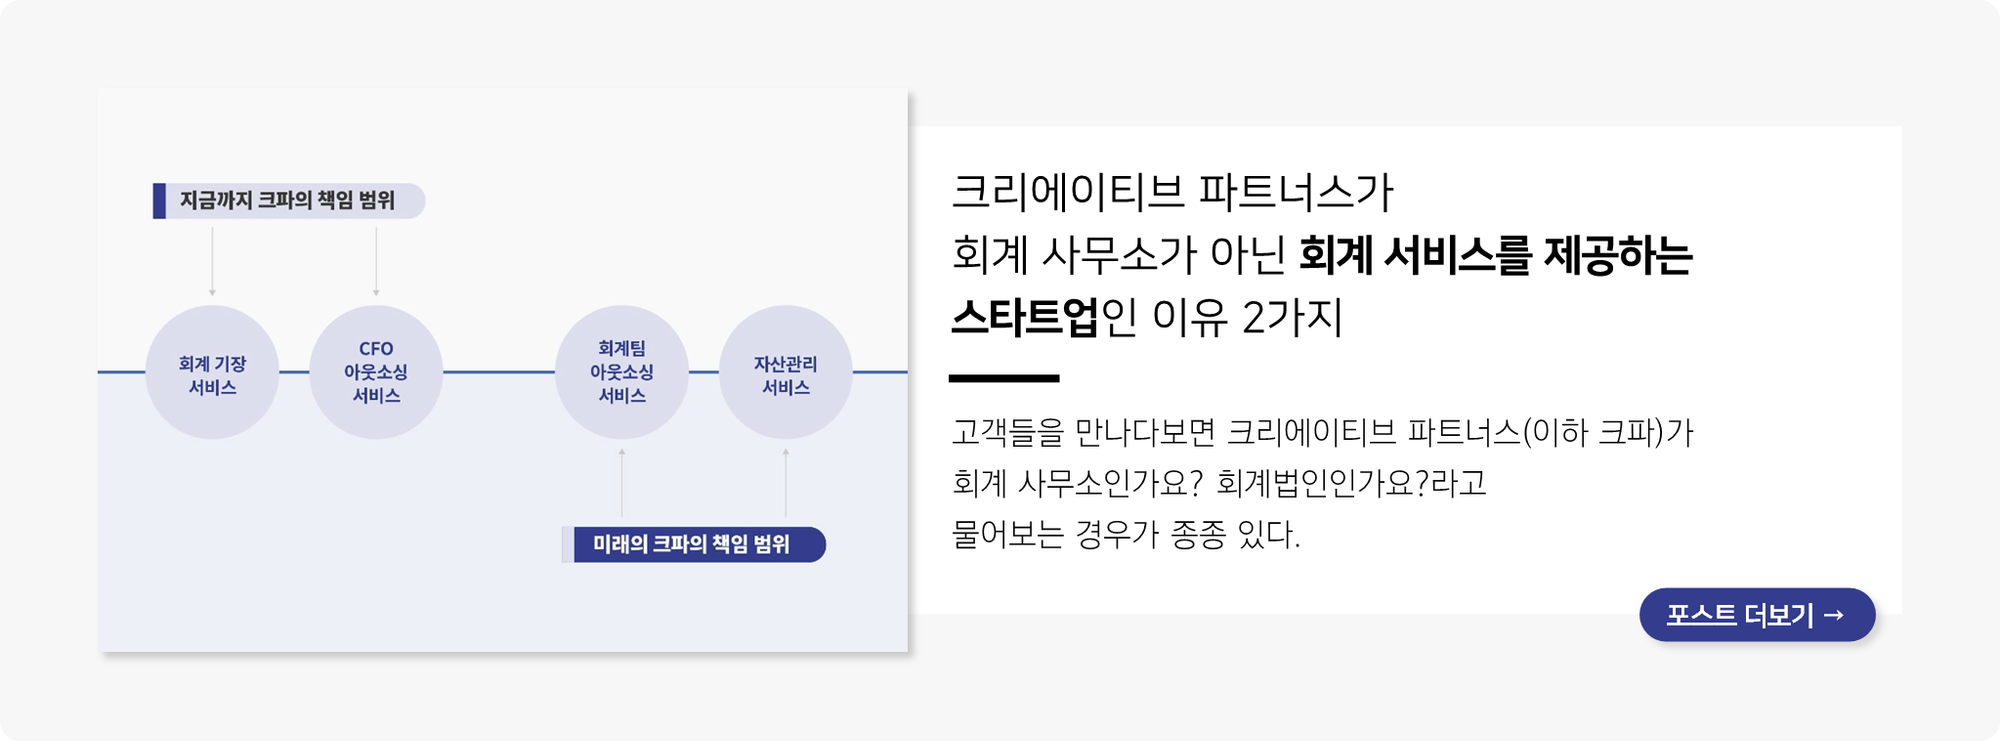 지금까지 크파의 책임 범위
회계 기장
서비스
CFO
아웃소싱
서비스
회계팀
아웃소싱
서비스
자산관리
서비스
미래의 크파의 책임 범위
크리에이티브 파트너스가
회계 사무소가 아닌 회계 서비스를 제공하는
스타트업인 이유 2가지
고객들을 만나다보면 크리에이티브 파트너스(이하 크파)가
회계 사무소인가요? 회계법인인가요?라고
물어보는 경우가 종종 있다.
포스트 더보기 →